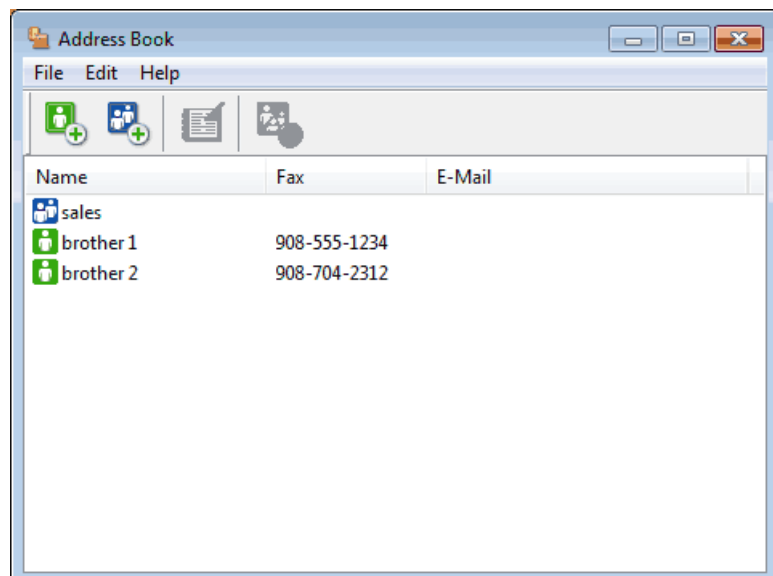 Address Book
File Edit Help
Name Fax E-Mail
sales
brother 1 908-555-1234
brother 2 908-704-2312